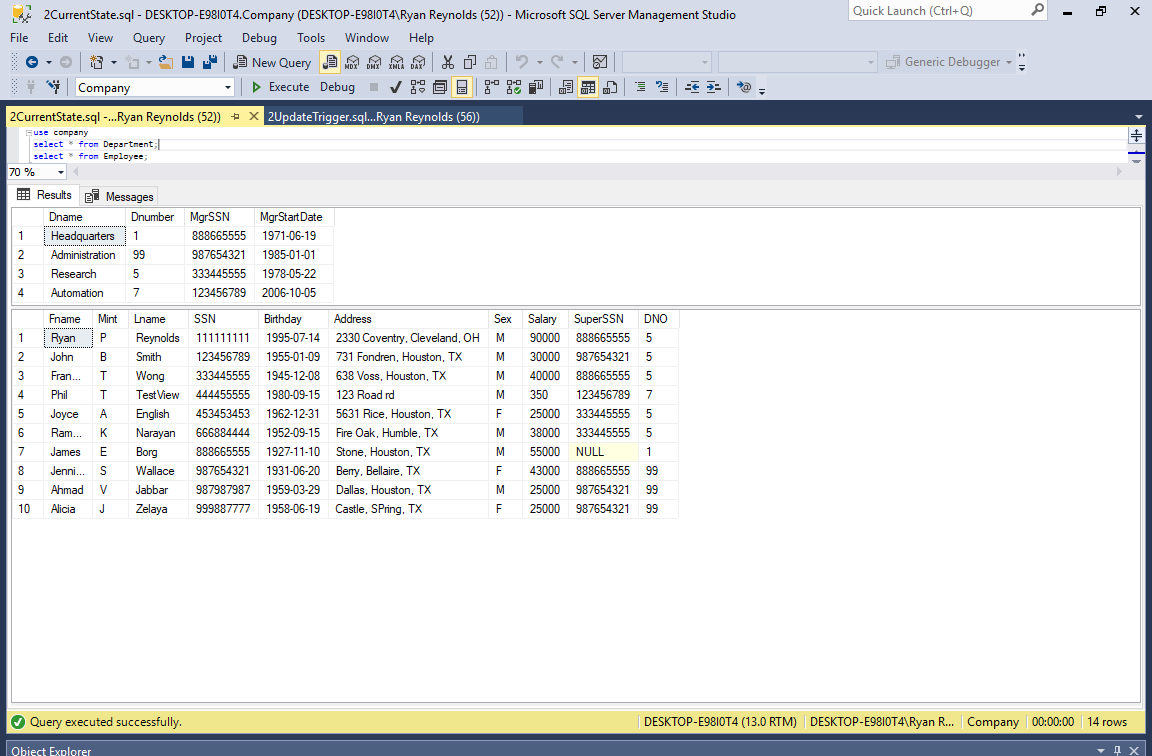 2CurrentState.sql - DESKTOP-E98I0T4.Company (DESKTOP-E98I0T4\Ryan Reynolds (52)) - Microsoft SQL Server Management Studio
Quick Launch (Ctrl+Q)
File Edit View Query Project Debug Tools Window Help
New Query MDX DMX XMLA DAX Generic Debugger
Company Execute Debug
2CurrentState.sql -...Ryan Reynolds (52)) 2UpdateTrigger.sql...Ryan Reynolds (56))
use company
select * from Department;
select * from Employee;
70 %
Results Messages
Dname Dnumber MgrSSN MgrStartDate
1 Headquarters 1 888665555 1971-06-19
2 Administration 99 987654321 1985-01-01
3 Research 5 333445555 1978-05-22
4 Automation 7 123456789 2006-10-05
Fname Mint Lname SSN Birthday Address Sex Salary SuperSSN DNO
1 Ryan P Reynolds 111111111 1995-07-14 2330 Coventry, Cleveland, OH M 90000 888665555 5
2 John B Smith 123456789 1955-01-09 731 Fondren, Houston, TX M 30000 987654321 5
3 Fran... T Wong 333445555 1945-12-08 638 Voss, Houston, TX M 40000 888665555 5
4 Phil T TestView 444455555 1980-09-15 123 Road rd M 350 123456789 7
5 Joyce A English 453453453 1962-12-31 5631 Rice, Houston, TX F 25000 333445555 5
6 Ram... K Narayan 666884444 1952-09-15 Fire Oak, Humble, TX M 38000 333445555 5
7 James E Borg 888665555 1927-11-10 Stone, Houston, TX M 55000 NULL 1
8 Jenni... S Wallace 987654321 1931-06-20 Berry, Bellaire, TX F 43000 888665555 99
9 Ahmad V Jabbar 987987987 1959-03-29 Dallas, Houston, TX M 25000 987654321 99
10 Alicia J Zelaya 999887777 1958-06-19 Castle, SPring, TX F 25000 987654321 99
Query executed successfully. DESKTOP-E98I0T4 (13.0 RTM) DESKTOP-E98I0T4\Ryan R... Company 00:00:00 14 rows
Object Explorer